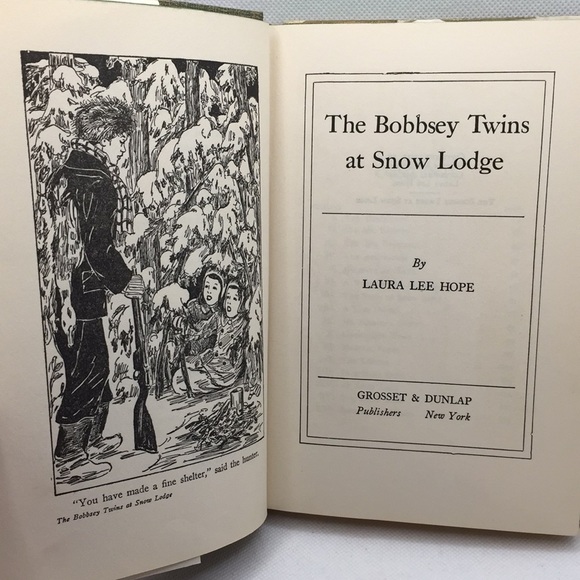 "You have made a fine shelter," said the hunter.
The Bobbsey Twins at Snow Lodge
The Bobbsey Twins
at Snow Lodge
By
LAURA LEE HOPE
GROSSET & DUNLAP
Publishers New York